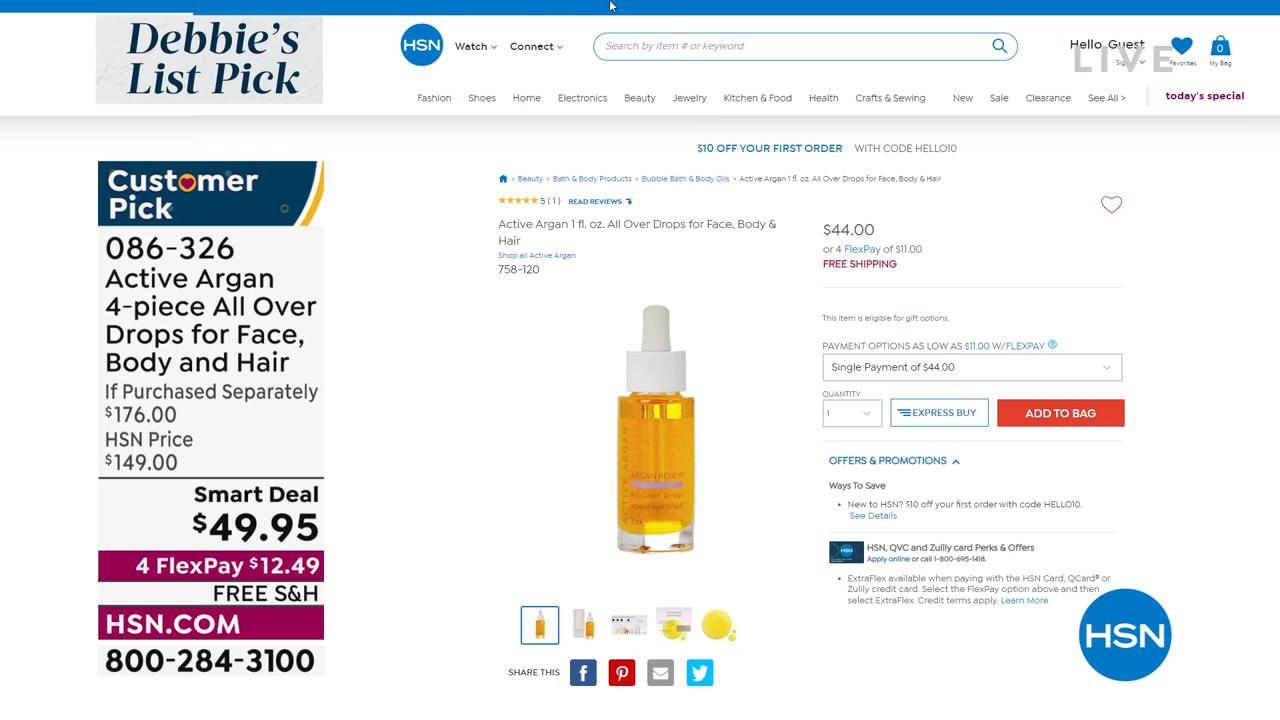 Debbie's
List Pick
HSN
Watch
Connect
Search by item # or keyword
Hello, Guest
LIVE
Favorites
0
My Bag
Fashion
Shoes
Home
Electronics
Beauty
Jewelry
Kitchen & Food
Health
Crafts & Sewing
New
Sale
Clearance
See All >
today's special
$10 OFF YOUR FIRST ORDER WITH CODE HELLO10
> Beauty > Bath & Body Products > Bubble Bath & Body Oils > Active Argan 1 fl. oz. All Over Drops for Face, Body & Hair
5 ( 1 ) READ REVIEWS
Active Argan 1 fl. oz. All Over Drops for Face, Body &
Hair
Shop all Active Argan
758-120
Customer
Pick
086-326
Active Argan
4-piece All Over
Drops for Face,
Body and Hair
If Purchased Separately
$176.00
HSN Price
$149.00
Smart Deal
$49.95
4 FlexPay $12.49
FREE S&H
HSN.COM
800-284-3100
ACTIVE ARGAN
ARGAN RENEW
All Over Drops
SHARE THIS
$44.00
or 4 FlexPay of $11.00
FREE SHIPPING
This item is eligible for gift options.
PAYMENT OPTIONS AS LOW AS $11.00 W/FLEXPAY
Single Payment of $44.00
QUANTITY
1
EXPRESS BUY
ADD TO BAG
OFFERS & PROMOTIONS
Ways To Save
New to HSN? $10 off your first order with code HELLO10.
See Details
HSN
HSN, QVC and Zulily card Perks & Offers
Apply online or call 1-800-695-1418.
ExtraFlex available when paying with the HSN Card, QCard® or
Zulily credit card. Select the FlexPay option above and then
select ExtraFlex. Credit terms apply. Learn More
HSN